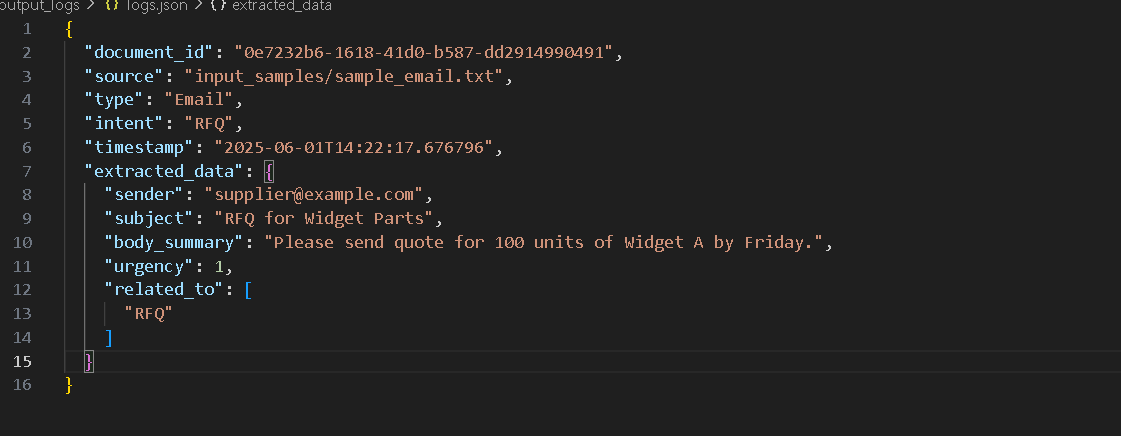 output_logs > {} logs.json > {} extracted_data
1 {
2 "document_id": "0e7232b6-1618-41d0-b587-dd2914990491",
3 "source": "input_samples/sample_email.txt",
4 "type": "Email",
5 "intent": "RFQ",
6 "timestamp": "2025-06-01T14:22:17.676796",
7 "extracted_data": {
8 "sender": "supplier@example.com",
9 "subject": "RFQ for Widget Parts",
10 "body_summary": "Please send quote for 100 units of Widget A by Friday.",
11 "urgency": 1,
12 "related_to": [
13 "RFQ"
14 ]
15 }
16 }